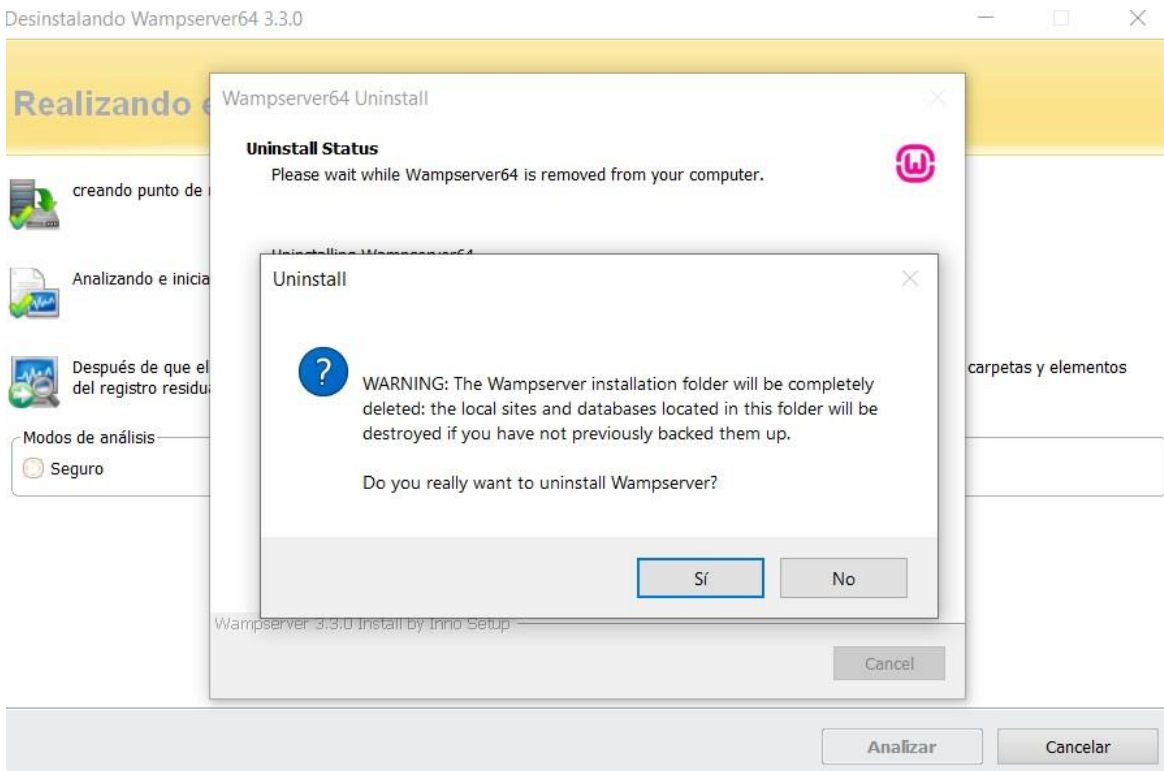 Desinstalando Wampserver64 3.3.0
Realizando e
Wampserver64 Uninstall
Uninstall Status
Please wait while Wampserver64 is removed from your computer.
creando punto de
Uninstalling Wampserver64
Analizando e inicia
Uninstall
Después de que el
del registro residu
carpetas y elementos
WARNING: The Wampserver installation folder will be completely
deleted: the local sites and databases located in this folder will be
destroyed if you have not previously backed them up.
Do you really want to uninstall Wampserver?
Modos de análisis
Seguro
Sí
No
Wampserver 3.3.0 Install by Inno Setup
Cancel
Analizar
Cancelar